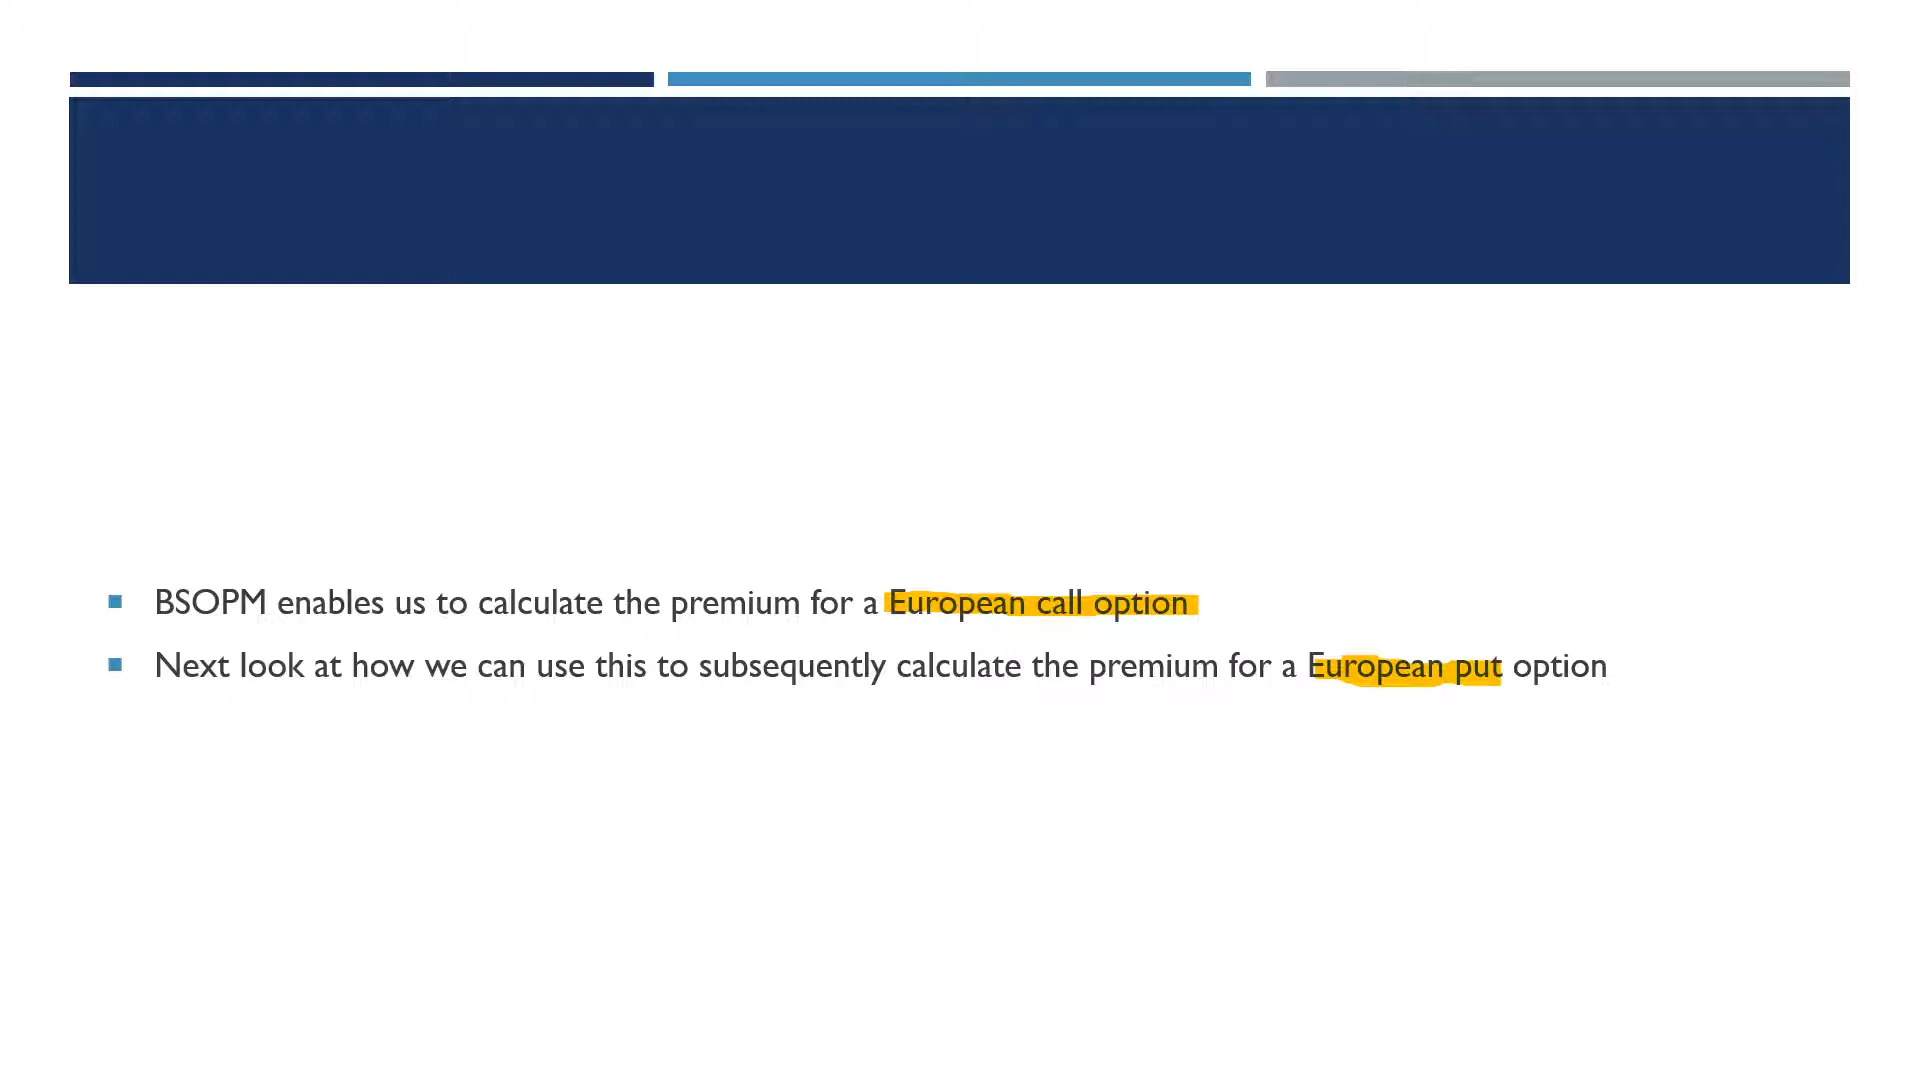 BSOPM enables us to calculate the premium for a European call option
Next look at how we can use this to subsequently calculate the premium for a European put option